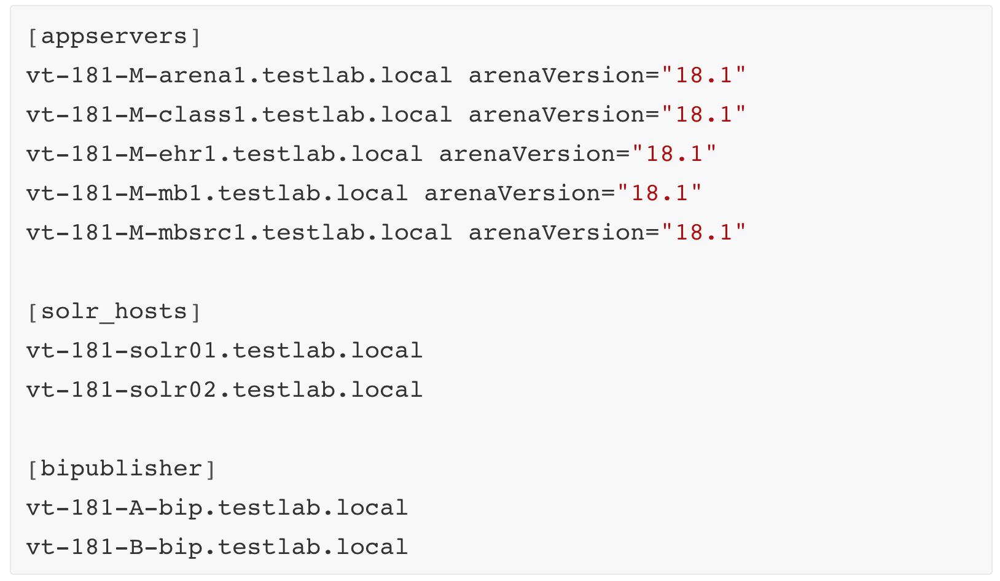 [appservers]
vt-181-M-arena1.testlab.local arenaVersion="18.1"
vt-181-M-class1.testlab.local arenaVersion="18.1"
vt-181-M-ehr1.testlab.local arenaVersion="18.1"
vt-181-M-mb1.testlab.local arenaVersion="18.1"
vt-181-M-mbsrc1.testlab.local arenaVersion="18.1"

[solr_hosts]
vt-181-solr01.testlab.local
vt-181-solr02.testlab.local

[bipublisher]
vt-181-A-bip.testlab.local
vt-181-B-bip.testlab.local